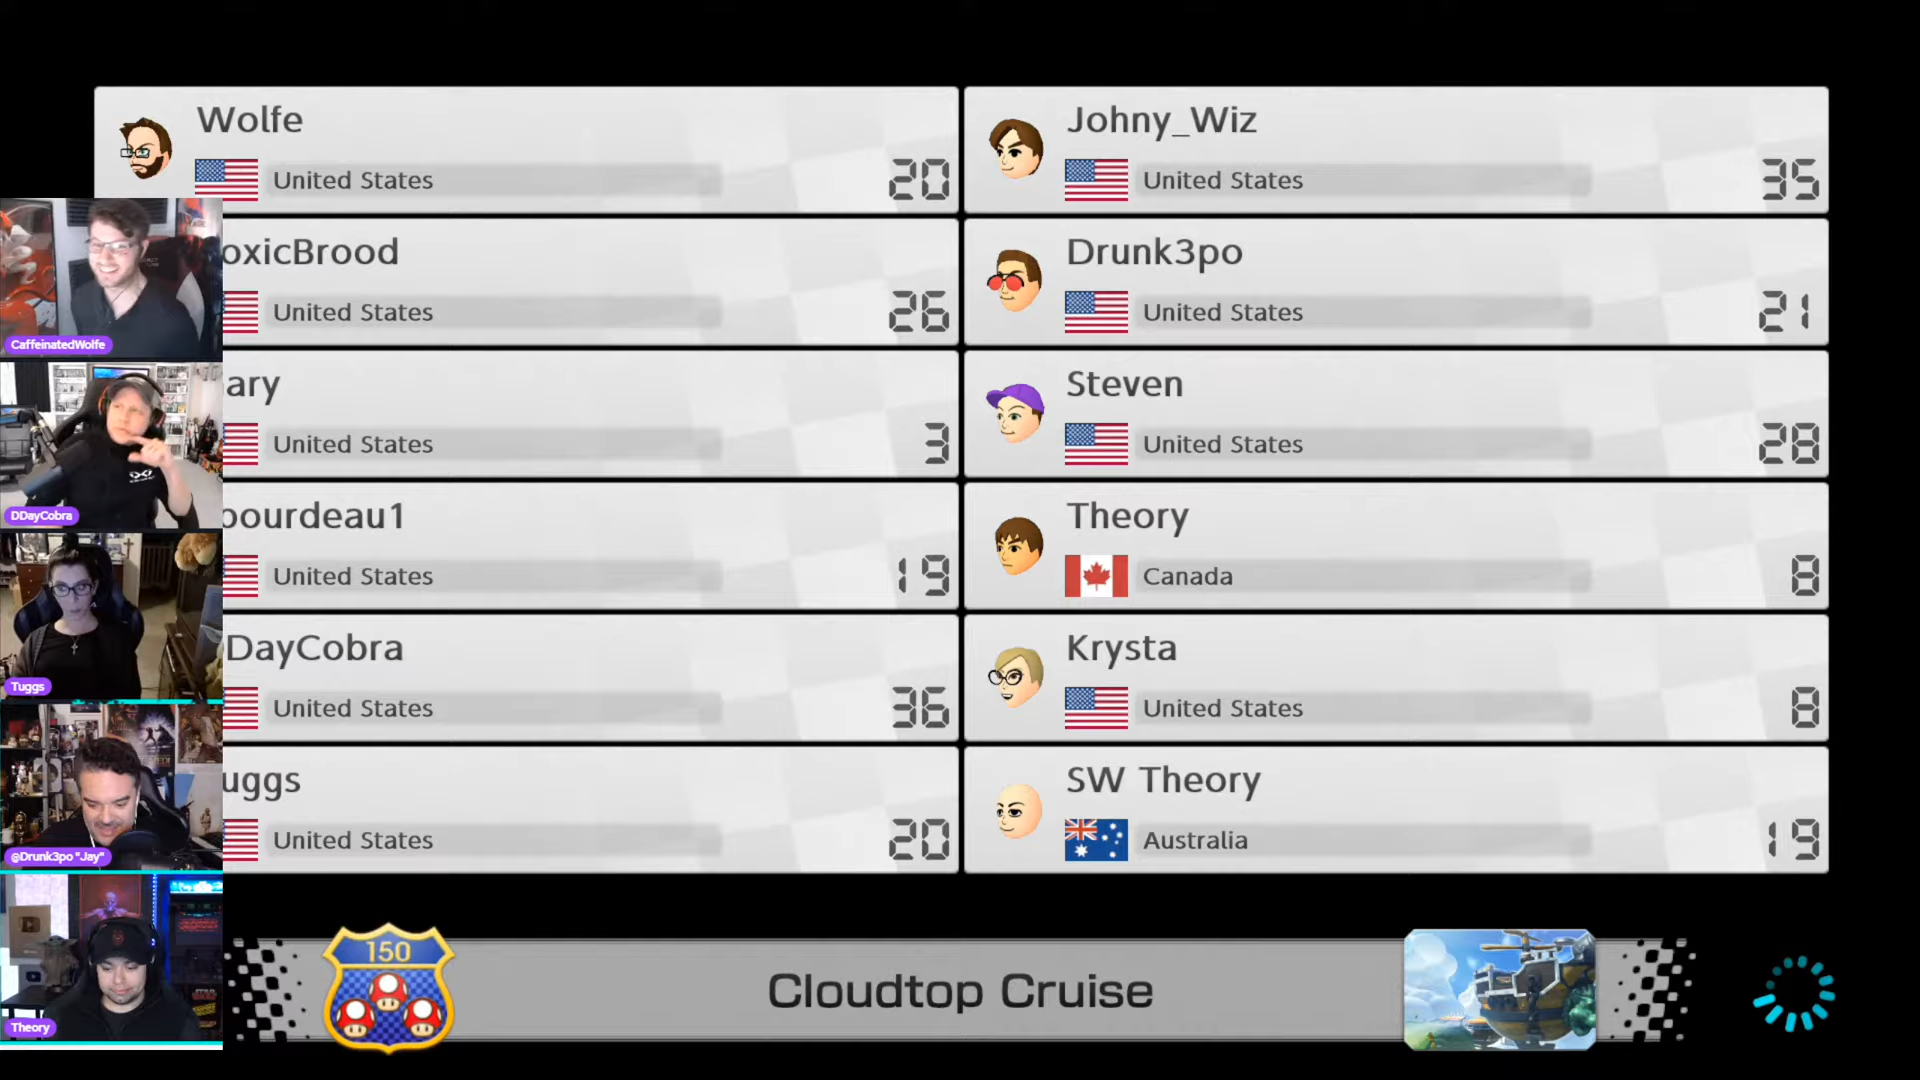 Wolfe
United States
20
Johny_Wiz
United States
35
oxicBrood
United States
26
Drunk3po
United States
21
ary
United States
3
Steven
United States
28
bourdeau1
United States
19
Theory
Canada
8
DayCobra
United States
36
Krysta
United States
8
uggs
United States
20
SW Theory
Australia
19
CaffeinatedWolfe
DDayCobra
Tuggs
@Drunk3po "Jay"
Theory
150
Cloudtop Cruise